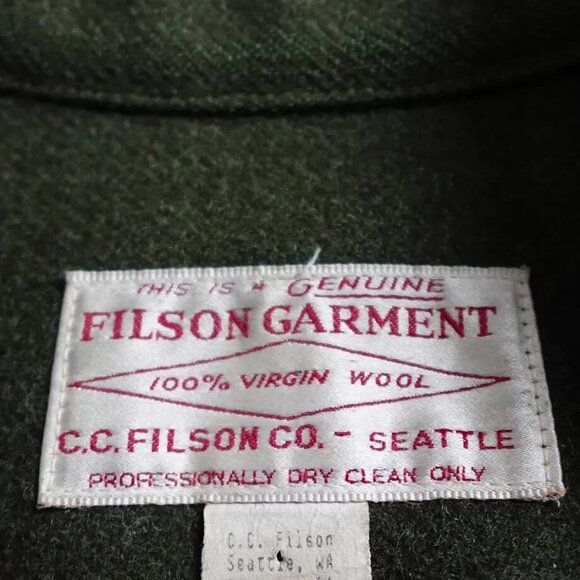 THIS IS A GENUINE
FILSON GARMENT
100% VIRGIN WOOL
C.C. FILSON CO. - SEATTLE
PROFESSIONALLY DRY CLEAN ONLY
C.C. Filson
Seattle, WA